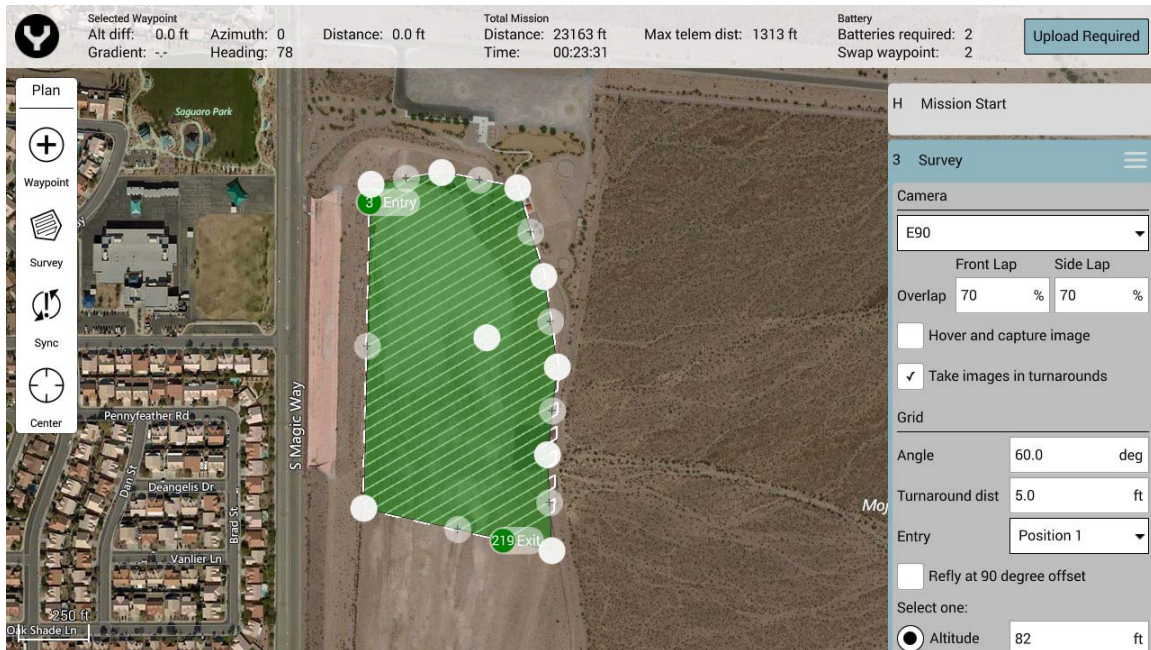 Selected Waypoint
Alt diff: 0.0 ft Azimuth: 0 Distance: 0.0 ft
Gradient: -.- Heading: 78
Total Mission
Distance: 23163 ft Max telem dist: 1313 ft
Time: 00:23:31
Battery
Batteries required: 2
Swap waypoint: 2
Upload Required
Plan
Waypoint
Survey
Sync
Center
Saguaro Park
3 Entry
219 Exit
S Magic Way
Pennyfeather Rd
Dan St
Deangelis Dr
Brad St
Vanlier Ln
250 ft
Oak Shade Ln
Moj
H Mission Start
3 Survey
Camera
E90
Front Lap Side Lap
Overlap 70 % 70 %
Hover and capture image
✓ Take images in turnarounds
Grid
Angle 60.0 deg
Turnaround dist 5.0 ft
Entry Position 1
Refly at 90 degree offset
Select one:
Altitude 82 ft